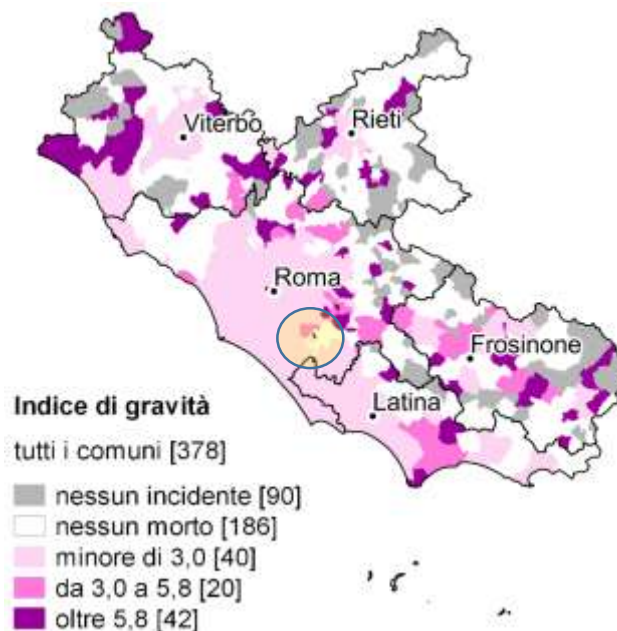 Viterbo
Rieti
Roma
Frosinone
Latina
Indice di gravità
tutti i comuni [378]
nessun incidente [90]
nessun morto [186]
minore di 3,0 [40]
da 3,0 a 5,8 [20]
oltre 5,8 [42]